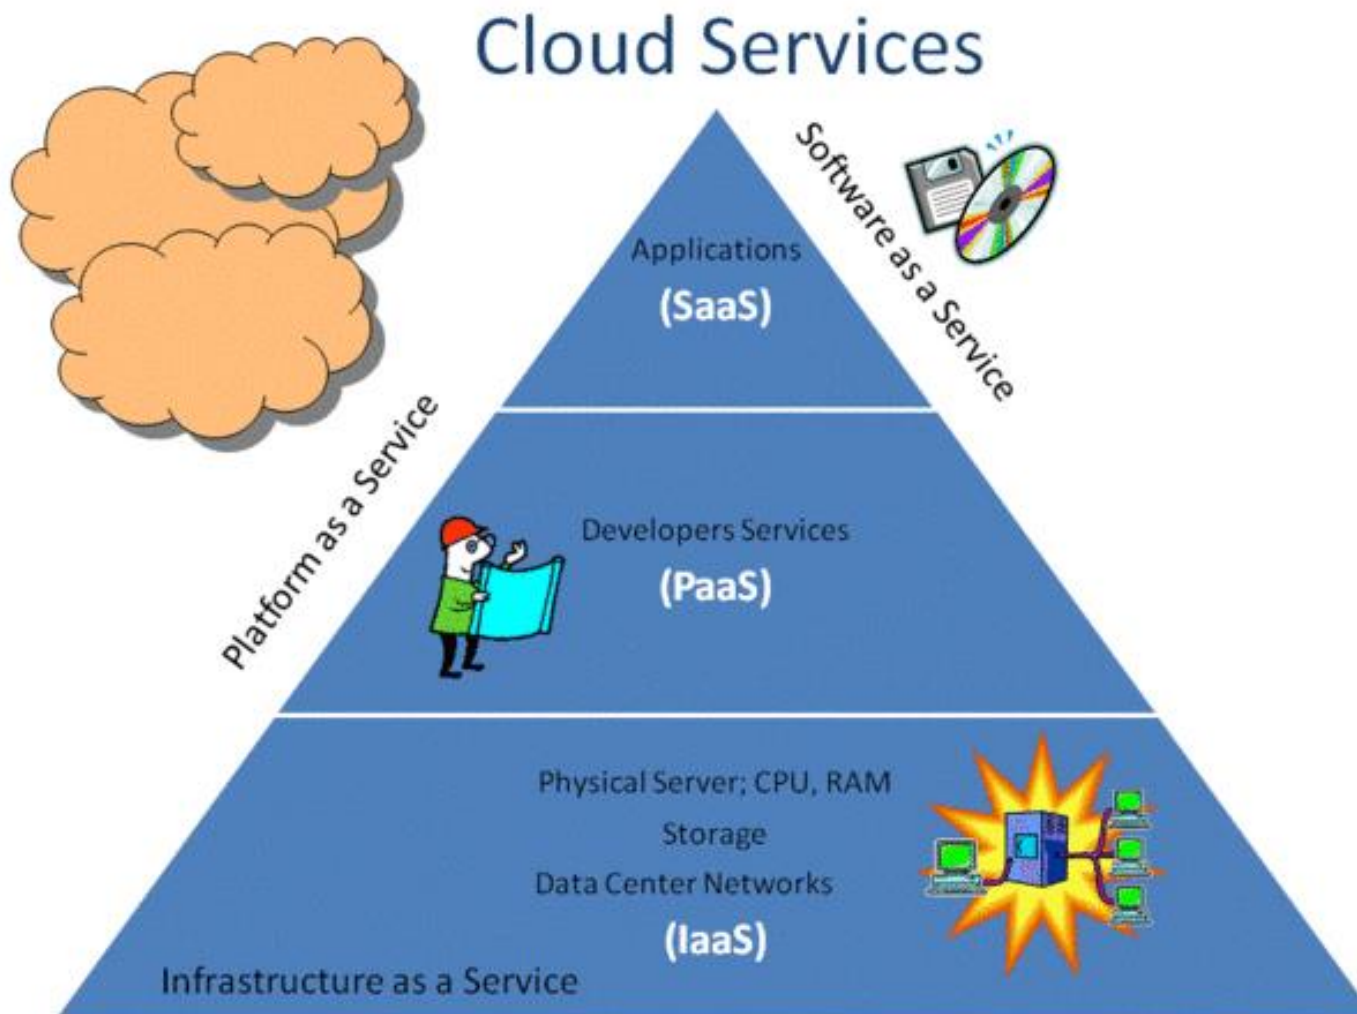 Cloud Services
Software as a Service
Applications
(SaaS)
Platform as a Service
Developers Services
(PaaS)
Physical Server; CPU, RAM
Storage
Data Center Networks
(IaaS)
Infrastructure as a Service